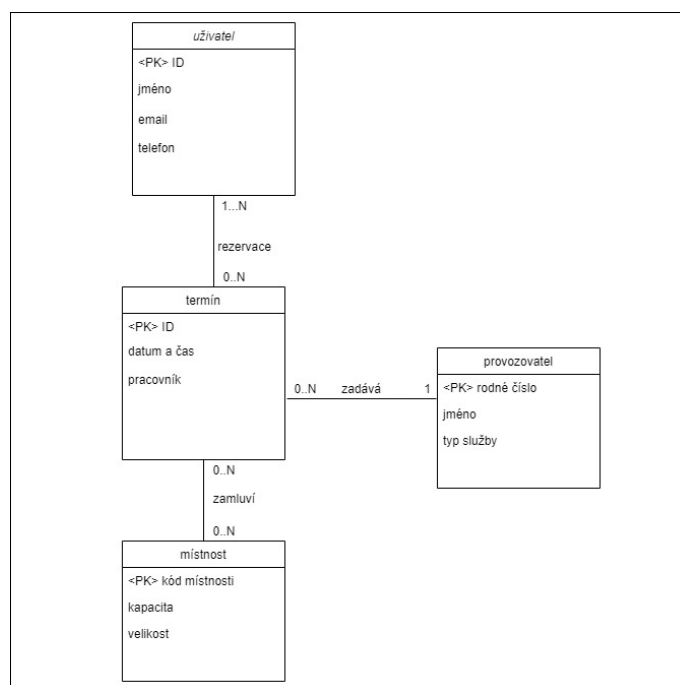 uživatel
<PK> ID
jméno
email
telefon
1...N
rezervace
0..N
termín
<PK> ID
datum a čas
pracovník
0..N zadává 1
provozovatel
<PK> rodné číslo
jméno
typ služby
0..N
zamluví
0..N
místnost
<PK> kód místnosti
kapacita
velikost